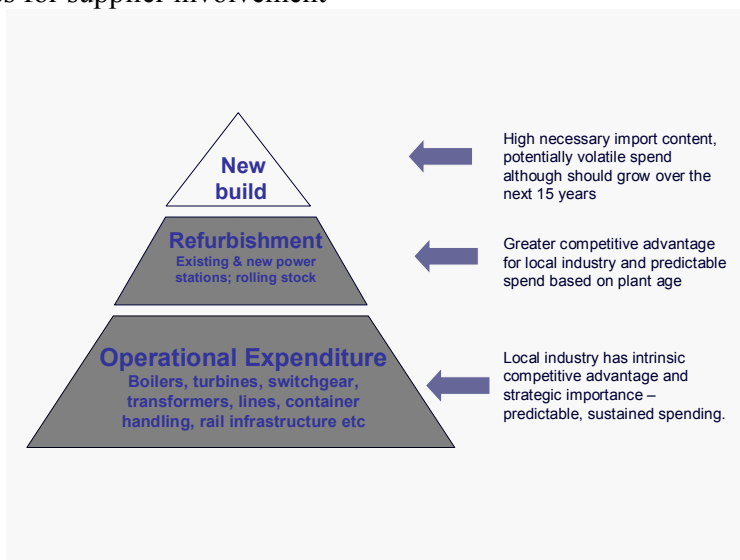 for supplier involvement
New
build
High necessary import content,
potentially volatile spend
although should grow over the
next 15 years
Refurbishment
Existing & new power
stations; rolling stock
Greater competitive advantage
for local industry and predictable
spend based on plant age
Operational Expenditure
Boilers, turbines, switchgear,
transformers, lines, container
handling, rail infrastructure etc
Local industry has intrinsic
competitive advantage and
strategic importance –
predictable, sustained spending.